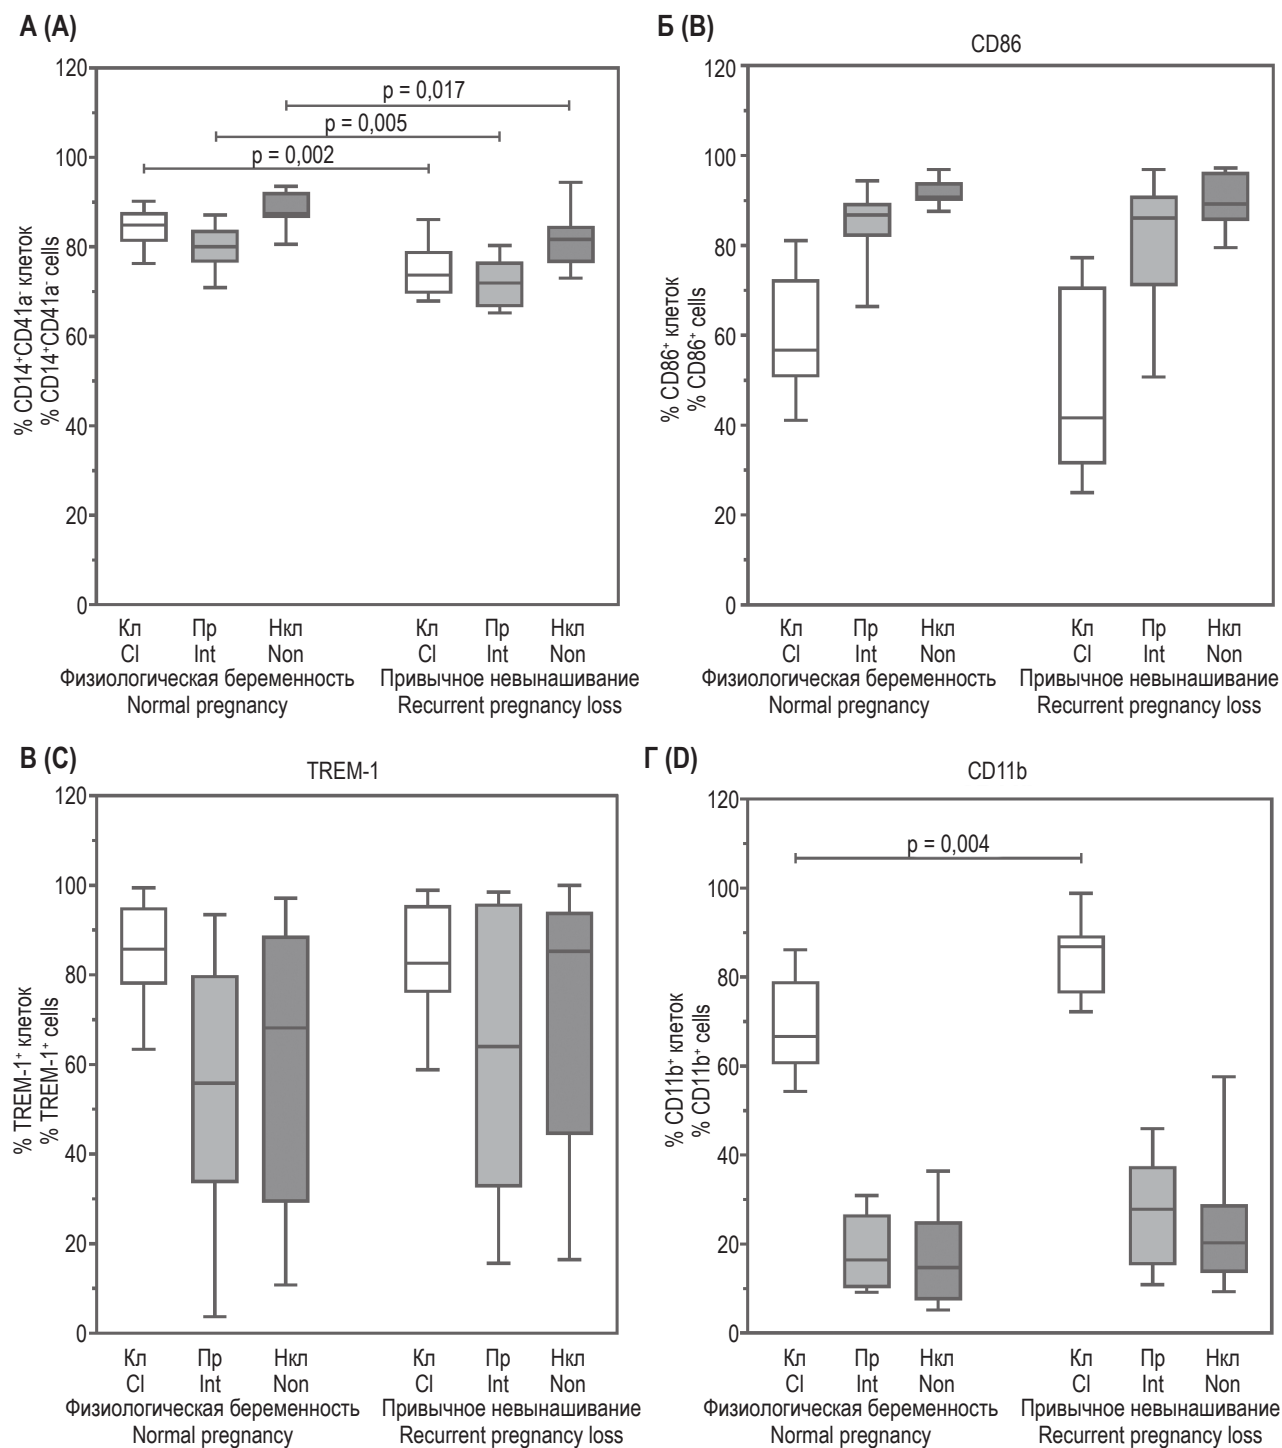 А (A)
120
100
80
60
40
20
0
% CD14⁺CD41a⁻ клеток
% CD14⁺CD41a⁻ cells
p = 0,017
p = 0,005
p = 0,002
Кл Пр Нкл Кл Пр Нкл
Cl Int Non Cl Int Non
Физиологическая беременность Привычное невынашивание
Normal pregnancy Recurrent pregnancy loss
Б (B)
CD86
120
100
80
60
40
20
0
% CD86⁺ клеток
% CD86⁺ cells
Кл Пр Нкл Кл Пр Нкл
Cl Int Non Cl Int Non
Физиологическая беременность Привычное невынашивание
Normal pregnancy Recurrent pregnancy loss
В (C)
TREM-1
120
100
80
60
40
20
0
% TREM-1⁺ клеток
% TREM-1⁺ cells
Кл Пр Нкл Кл Пр Нкл
Cl Int Non Cl Int Non
Физиологическая беременность Привычное невынашивание
Normal pregnancy Recurrent pregnancy loss
Г (D)
CD11b
120
100
80
60
40
20
0
% CD11b⁺ клеток
% CD11b⁺ cells
p = 0,004
Кл Пр Нкл Кл Пр Нкл
Cl Int Non Cl Int Non
Физиологическая беременность Привычное невынашивание
Normal pregnancy Recurrent pregnancy loss